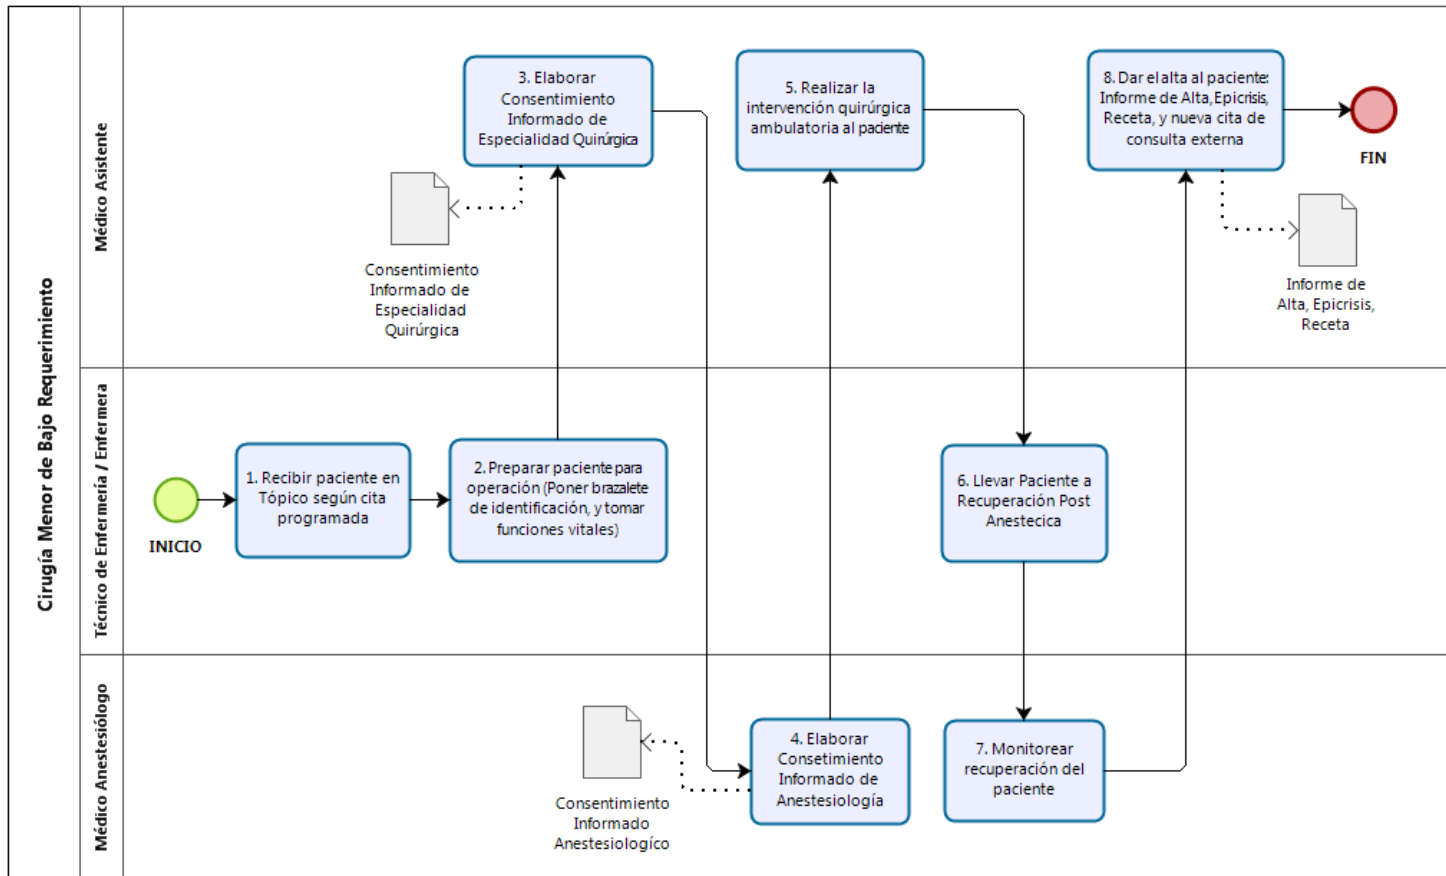 Cirugía Menor de Bajo Requerimiento
Médico Asistente
3. Elaborar
Consentimiento
Informado de
Especialidad Quirúrgica
Consentimiento
Informado de
Especialidad
Quirúrgica
5. Realizar la
intervención quirúrgica
ambulatoria al paciente
8. Dar el alta al paciente:
Informe de Alta, Epicrisis,
Receta, y nueva cita de
consulta externa
FIN
Informe de
Alta, Epicrisis,
Receta
Técnico de Enfermería / Enfermera
INICIO
1. Recibir paciente en
Tópico según cita
programada
2. Preparar paciente para
operación (Poner brazalete
de identificación, y tomar
funciones vitales)
6. Llevar Paciente a
Recuperación Post
Anestecica
Médico Anestesiólogo
Consentimiento
Informado
Anestesiologíco
4. Elaborar
Consetimiento
Informado de
Anestesiología
7. Monitorear
recuperación del
paciente